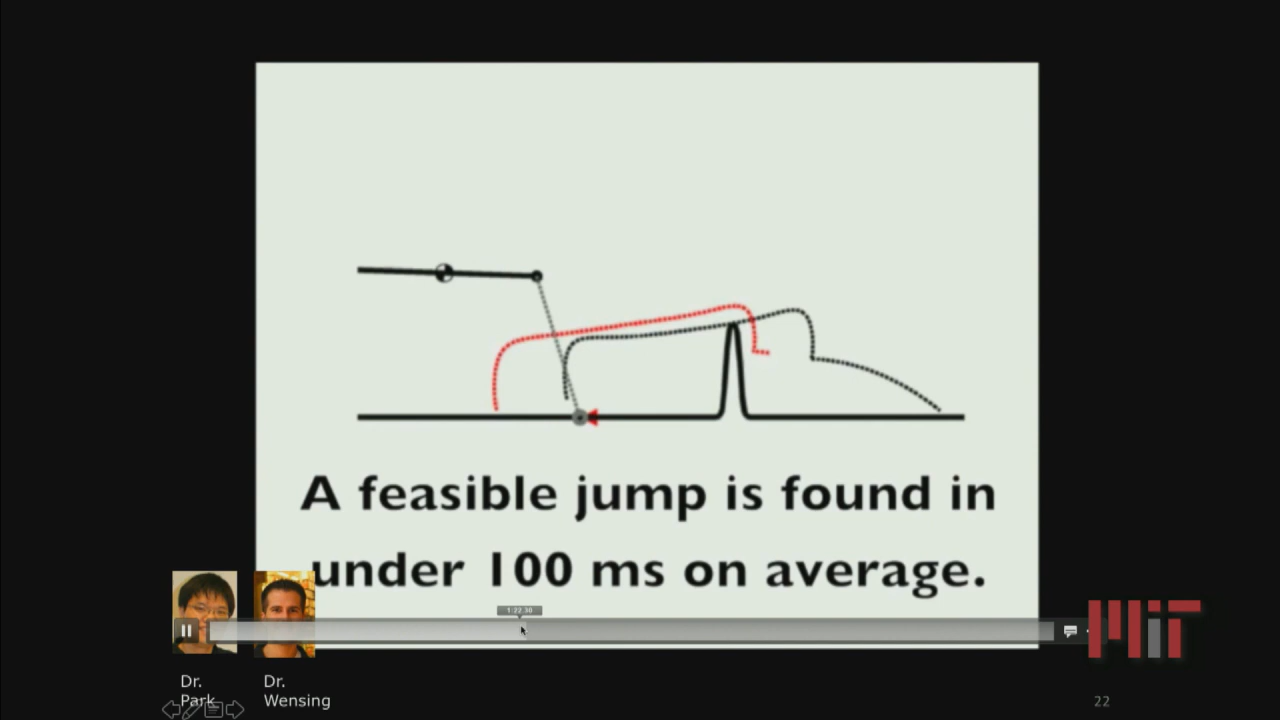 A feasible jump is found in
under 100 ms on average.
1:22.30
Dr.
Park
Dr.
Wensing
MIT
22